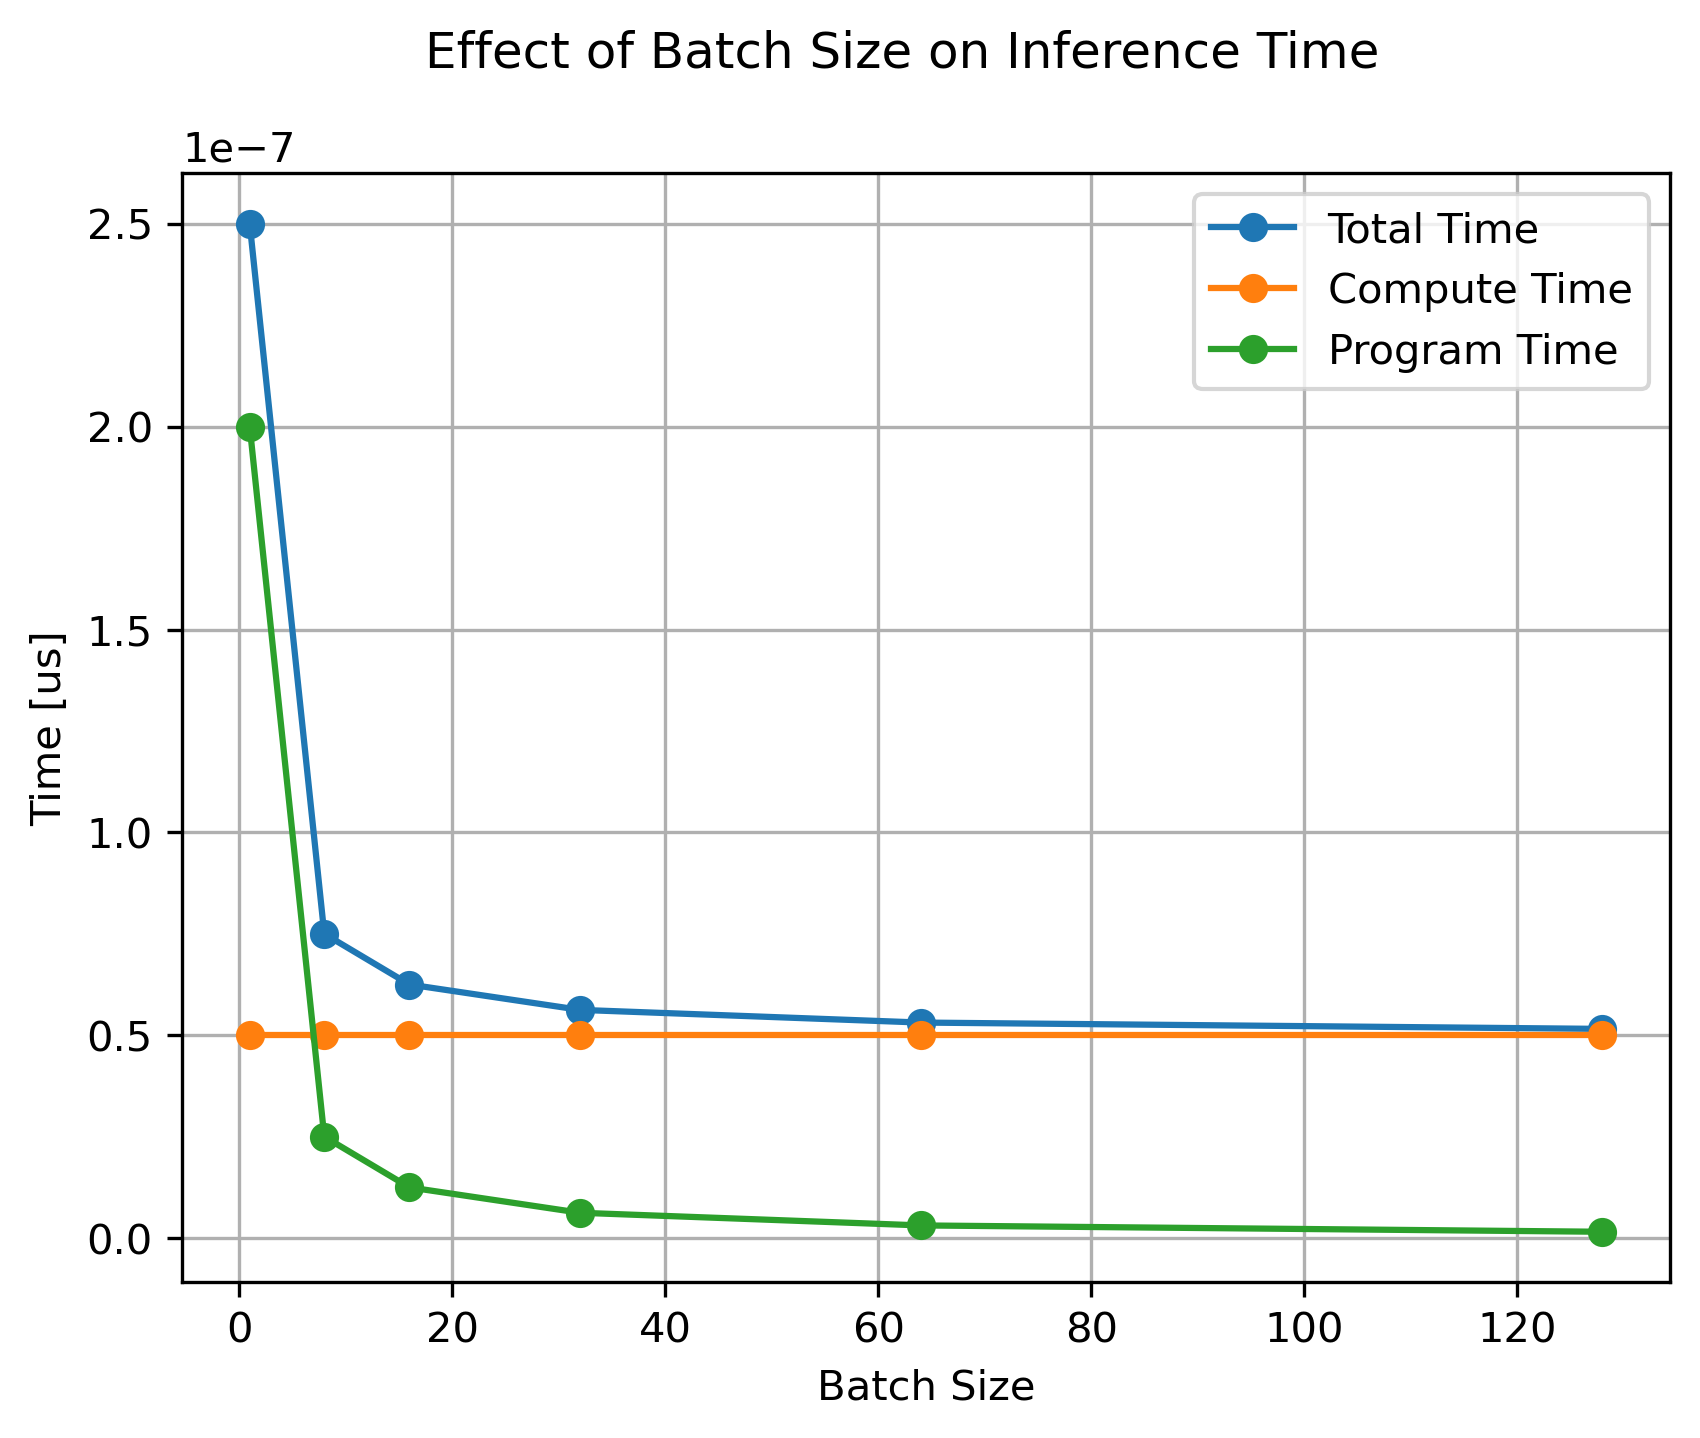 Effect of Batch Size on Inference Time
1e−7
2.5
2.0
1.5
1.0
0.5
0.0
Time [us]
Total Time
Compute Time
Program Time
0 20 40 60 80 100 120
Batch Size